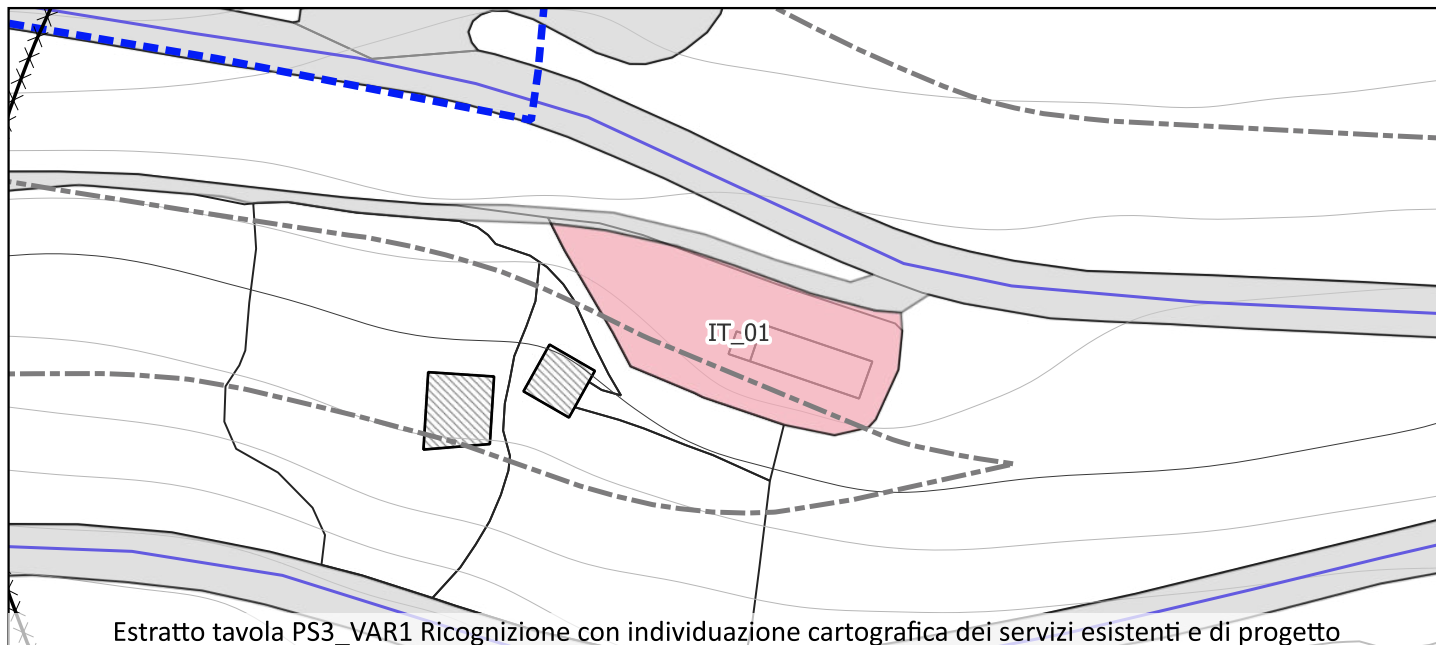 IT_01
Estratto tavola PS3_VAR1 Ricognizione con individuazione cartografica dei servizi esistenti e di progetto